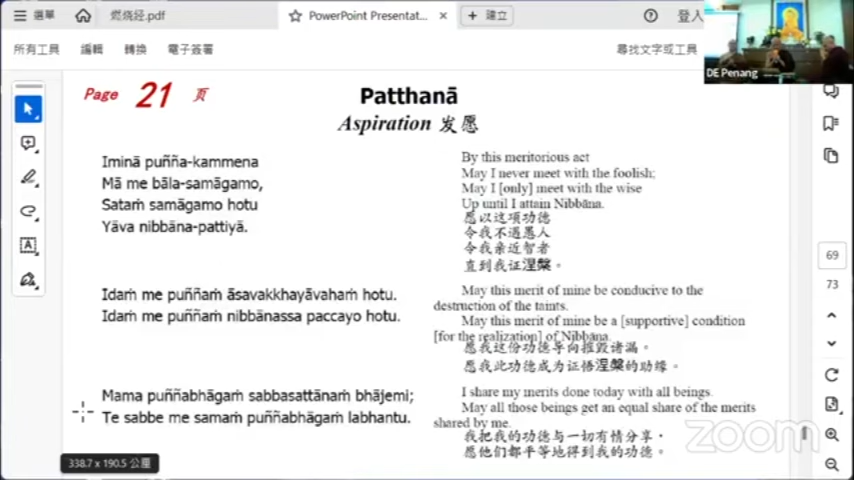 選單
燃烧经.pdf
PowerPoint Presentat...
建立
登入
所有工具
編輯
轉換
電子簽署
尋找文字或工具
DE Penang
Page 21 頁
Patthanā
Aspiration 发愿
Iminā puñña-kammena
Mā me bāla-samāgamo,
Sataṁ samāgamo hotu
Yāva nibbāna-pattiyā.
By this meritorious act
May I never meet with the foolish;
May I [only] meet with the wise
Up until I attain Nibbāna.
愿以这项功德
令我不遇愚人
令我亲近智者
直到我证涅槃。
Idaṁ me puññaṁ āsavakkhayāvahaṁ hotu.
Idaṁ me puññaṁ nibbānassa paccayo hotu.
May this merit of mine be conducive to the
destruction of the taints.
May this merit of mine be a [supportive] condition
[for the realization] of Nibbāna.
愿我这份功德导向摧毁诸漏。
愿我此功德成为证悟涅槃的助缘。
Mama puññabhāgaṁ sabbasattānaṁ bhājemi;
Te sabbe me samaṁ puññabhāgaṁ labhantu.
I share my merits done today with all beings.
May all those beings get an equal share of the merits
shared by me.
我把我的功德与一切有情分享，
愿他们都平等地得到我的功德。
69
73
338.7 x 190.5 公厘
zoom